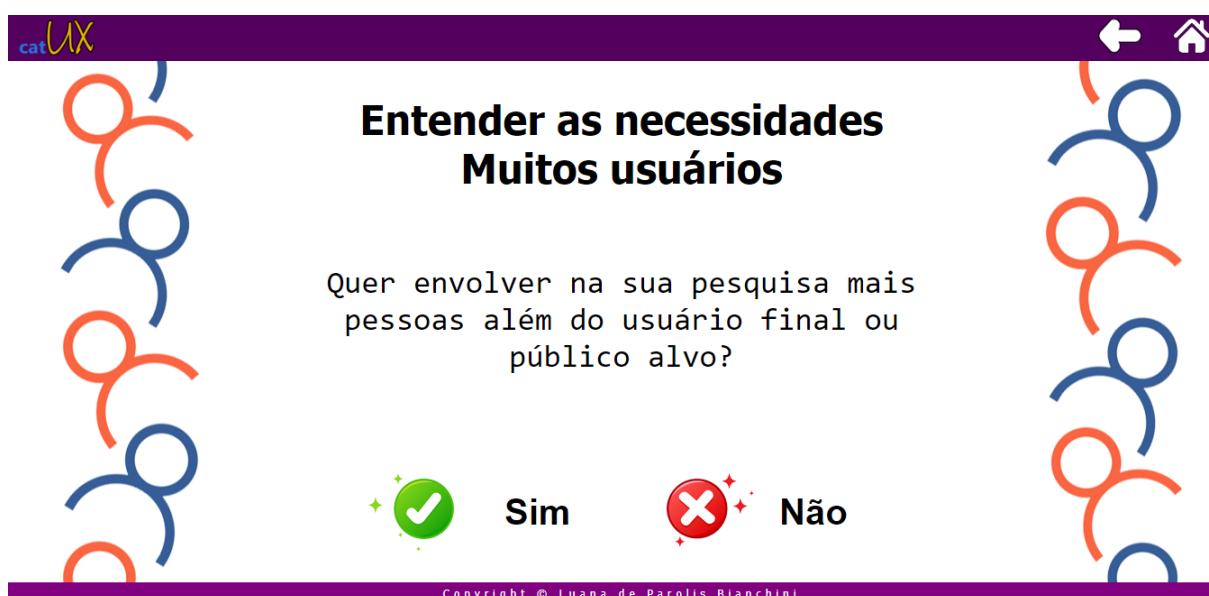 catUX
Entender as necessidades
Muitos usuários
Quer envolver na sua pesquisa mais
pessoas além do usuário final ou
público alvo?
Sim Não
Copyright © Luana de Parolis Bianchini